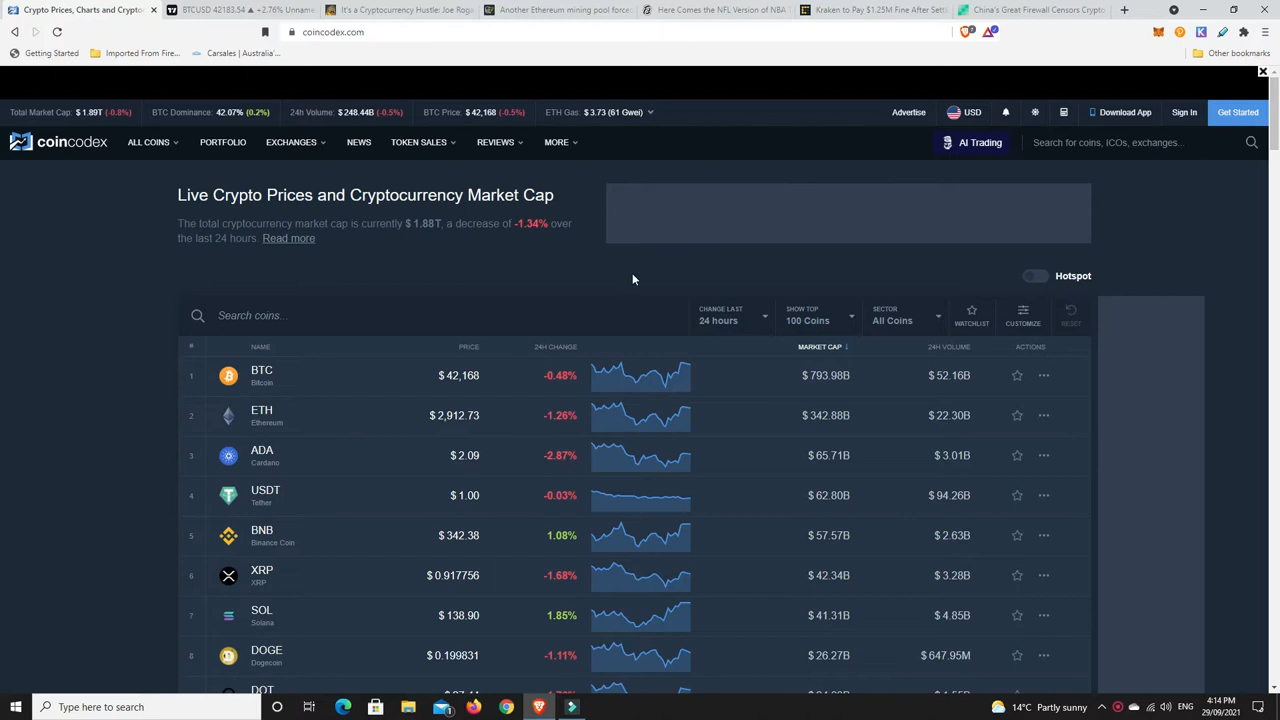 Crypto Prices, Charts and Cryptoc
BTCUSD 42183.54 ▲ +2.76% Unname
It's a Cryptocurrency Hustle: Joe Roga
Another Ethereum mining pool forces
Here Comes the NFL Version of NBA T
Kraken to Pay $1.25M Fine After Settl
China's Great Firewall Censors Crypto
coincodex.com
Getting Started
Imported From Fire...
Carsales | Australia'...
Other bookmarks
Total Market Cap: $ 1.89T (-0.8%)
BTC Dominance: 42.07% (0.2%)
24h Volume: $ 248.44B (-0.5%)
BTC Price: $ 42,168 (-0.5%)
ETH Gas: $ 3.73 (61 Gwei)
Advertise
USD
Download App
Sign In
Get Started
coincodex
ALL COINS
PORTFOLIO
EXCHANGES
NEWS
TOKEN SALES
REVIEWS
MORE
AI Trading
Search for coins, ICOs, exchanges...
Live Crypto Prices and Cryptocurrency Market Cap
The total cryptocurrency market cap is currently $ 1.88T, a decrease of -1.34% over
the last 24 hours. Read more
Hotspot
Search coins...
CHANGE LAST
24 hours
SHOW TOP
100 Coins
SECTOR
All Coins
WATCHLIST
CUSTOMIZE
RESET
# NAME PRICE 24H CHANGE MARKET CAP 24H VOLUME ACTIONS
1 BTC $ 42,168 -0.48% $ 793.98B $ 52.16B
Bitcoin
2 ETH $ 2,912.73 -1.26% $ 342.88B $ 22.30B
Ethereum
3 ADA $ 2.09 -2.87% $ 65.71B $ 3.01B
Cardano
4 USDT $ 1.00 -0.03% $ 62.80B $ 94.26B
Tether
5 BNB $ 342.38 1.08% $ 57.57B $ 2.63B
Binance Coin
6 XRP $ 0.917756 -1.68% $ 42.34B $ 3.28B
XRP
7 SOL $ 138.90 1.85% $ 41.31B $ 4.85B
Solana
8 DOGE $ 0.199831 -1.11% $ 26.27B $ 647.95M
Dogecoin
DOT
Type here to search
14°C Partly sunny
ENG
4:14 PM
29/09/2021